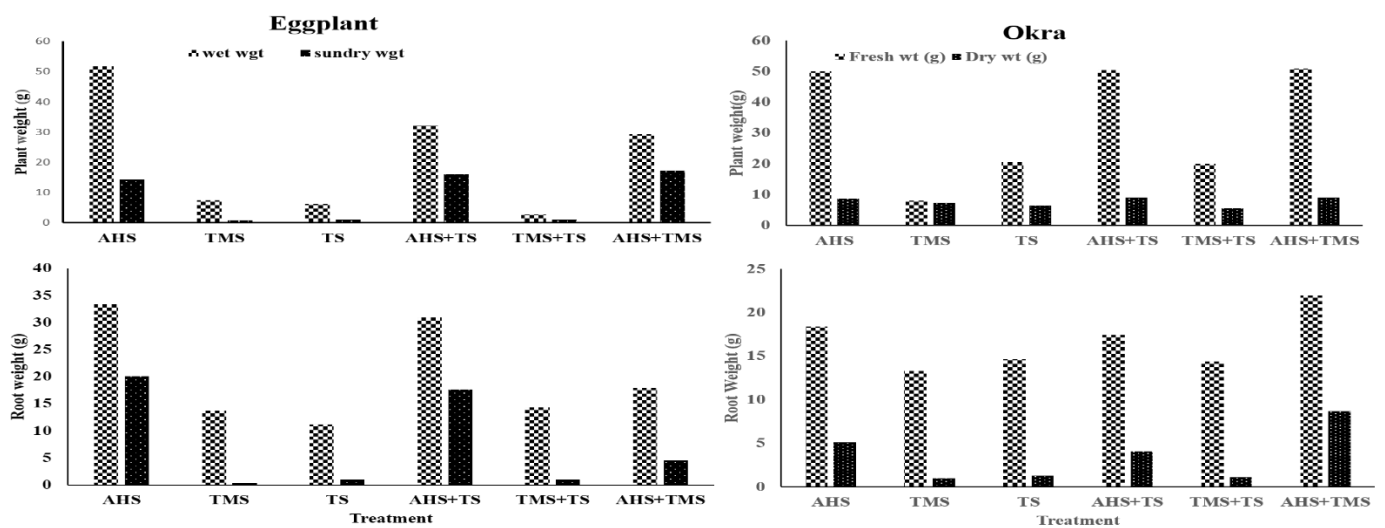 Eggplant
wet wgt sundry wgt
Plant weight (g)
60
50
40
30
20
10
0
AHS TMS TS AHS+TS TMS+TS AHS+TMS
Root weight (g)
40
35
30
25
20
15
10
5
0
AHS TMS TS AHS+TS TMS+TS AHS+TMS
Treatment
Okra
Fresh wt (g) Dry wt (g)
Plant weight(g)
60
50
40
30
20
10
0
AHS TMS TS AHS+TS TMS+TS AHS+TMS
Root Weight (g)
25
20
15
10
5
0
AHS TMS TS AHS+TS TMS+TS AHS+TMS
Treatment